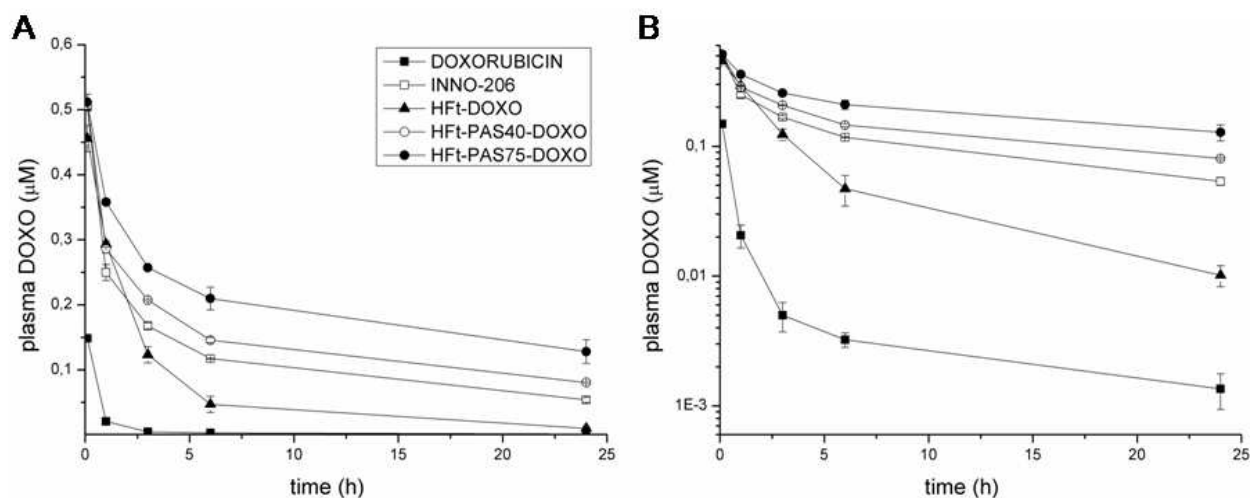 A
0,6
0,5
0,4
0,3
0,2
0,1
plasma DOXO (μM)
0 5 10 15 20 25
time (h)
DOXORUBICIN
INNO-206
HFt-DOXO
HFt-PAS40-DOXO
HFt-PAS75-DOXO
B
0,1
0,01
1E-3
plasma DOXO (μM)
0 5 10 15 20 25
time (h)